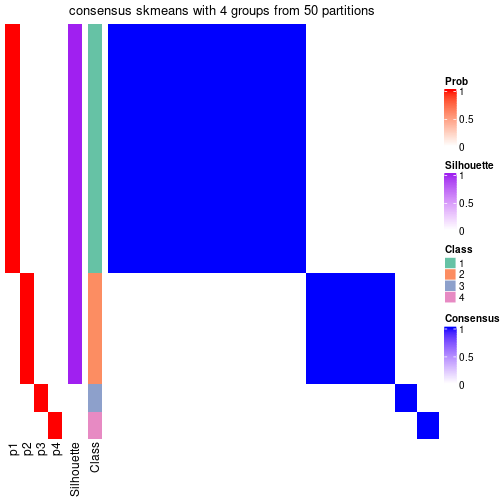 consensus skmeans with 4 groups from 50 partitions
Prob
1
0.5
0
Silhouette
1
0.5
0
Class
1
2
3
4
Consensus
1
0.5
0
p1
p2
p3
p4
Silhouette
Class